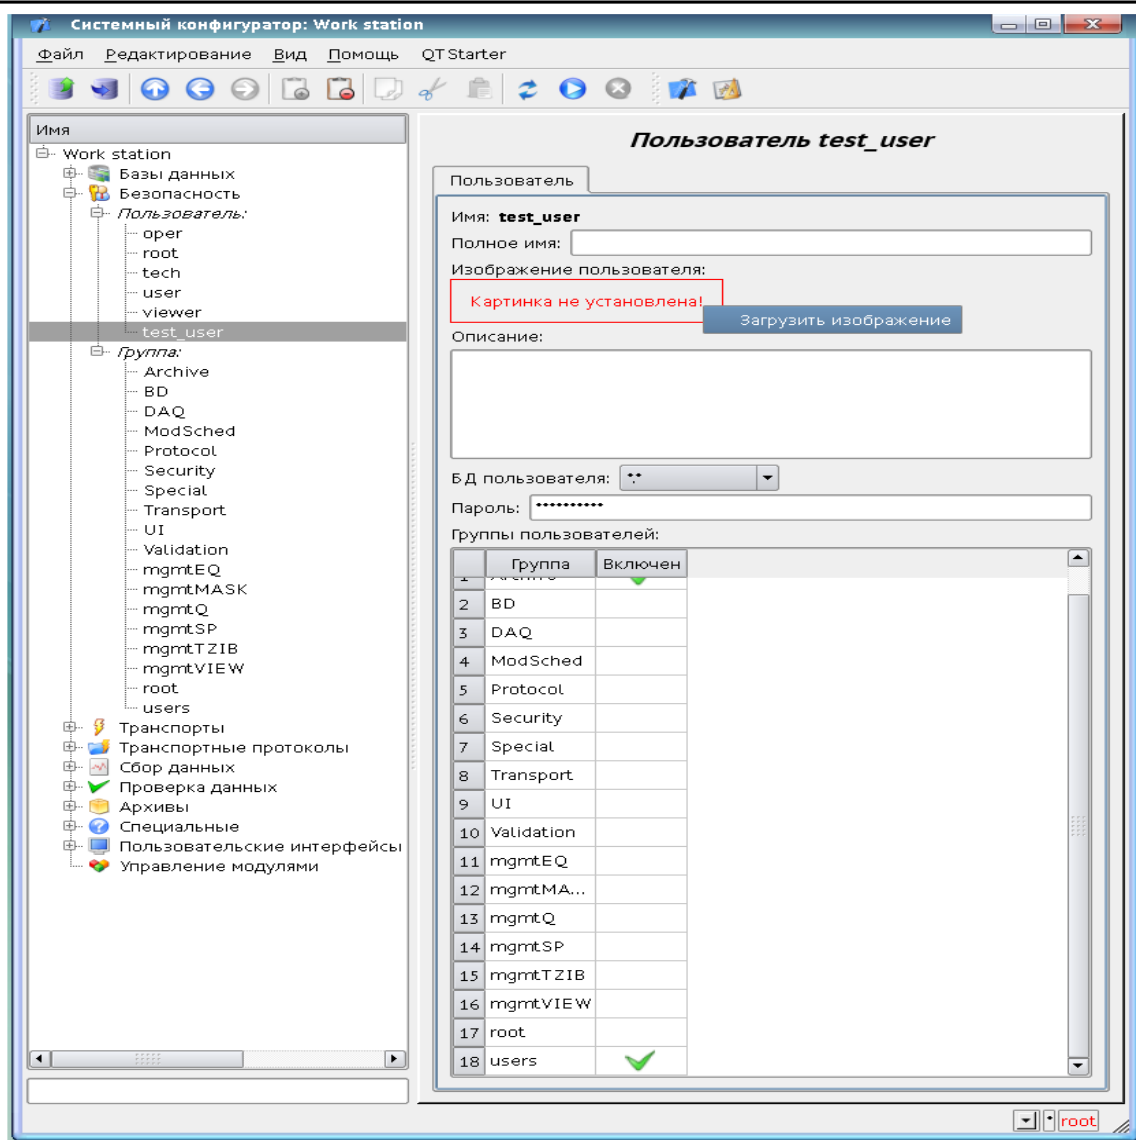 Системный конфигуратор: Work station
Файл Редактирование Вид Помощь QTStarter
Имя
Work station
Базы данных
Безопасность
Пользователь:
oper
root
tech
user
viewer
test_user
Группа:
Archive
BD
DAQ
ModSched
Protocol
Security
Special
Transport
UI
Validation
mgmtEQ
mgmtMASK
mgmtQ
mgmtSP
mgmtTZIB
mgmtVIEW
root
users
Транспорты
Транспортные протоколы
Сбор данных
Проверка данных
Архивы
Специальные
Пользовательские интерфейсы
Управление модулями
Пользователь test_user
Пользователь
Имя: test_user
Полное имя:
Изображение пользователя:
Картинка не установлена!
Загрузить изображение
Описание:
БД пользователя: *.*
Пароль: ••••••••••
Группы пользователей:
Группа Включен
2 BD
3 DAQ
4 ModSched
5 Protocol
6 Security
7 Special
8 Transport
9 UI
10 Validation
11 mgmtEQ
12 mgmtMA...
13 mgmtQ
14 mgmtSP
15 mgmtTZIB
16 mgmtVIEW
17 root
18 users
* root